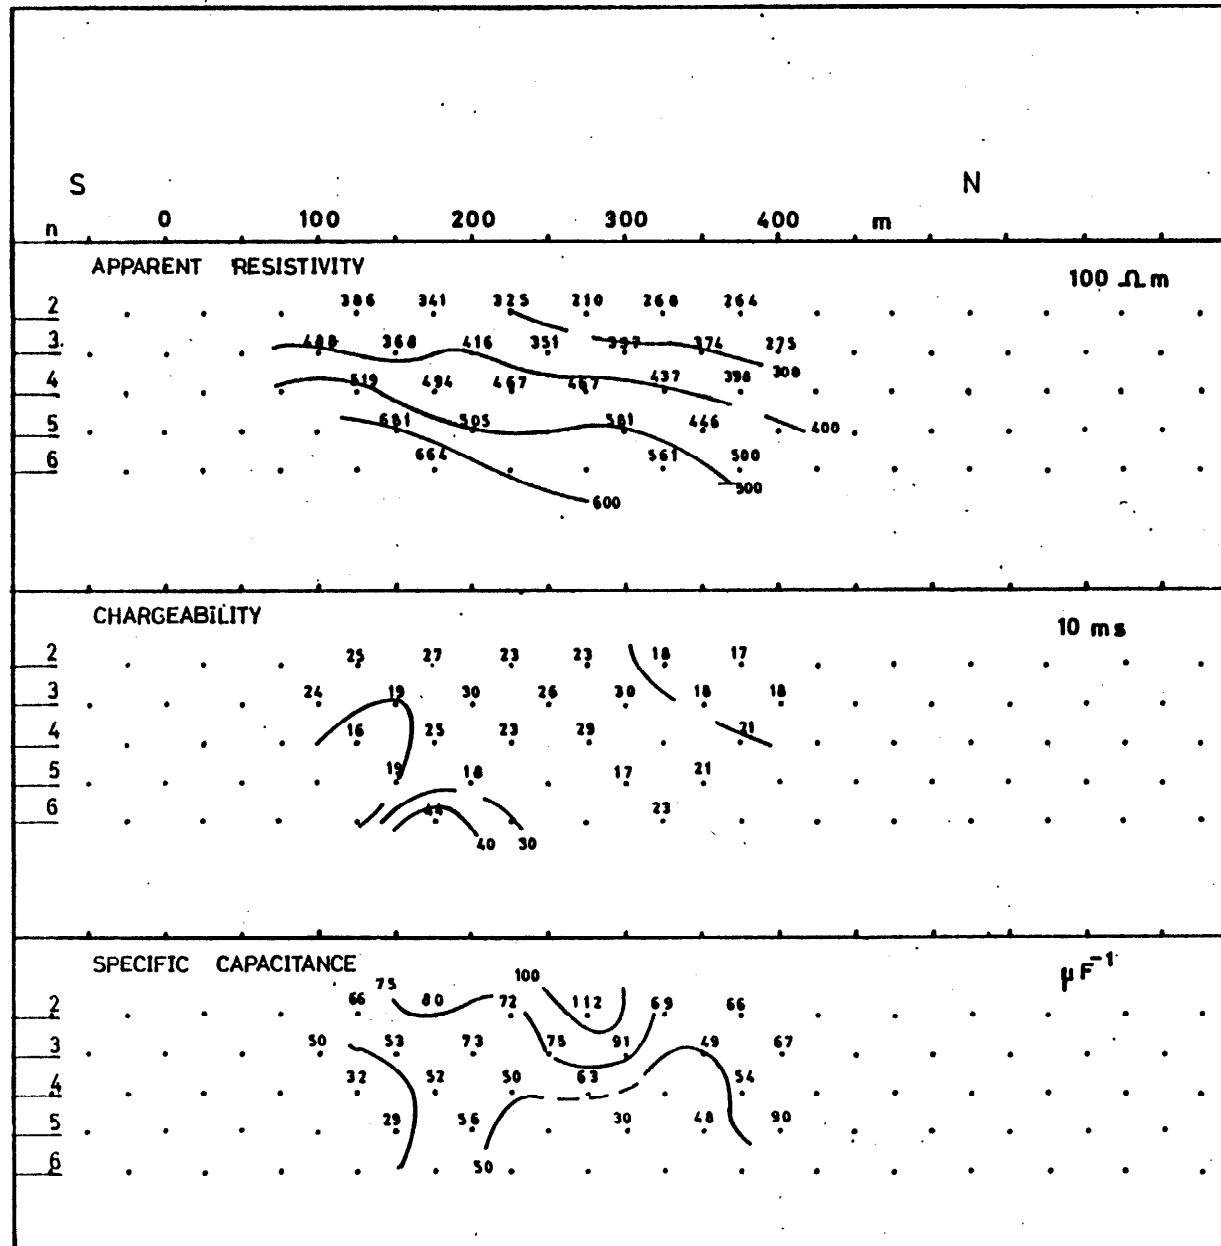 S N
n 0 100 200 300 400 m
APPARENT RESISTIVITY 100 Ω m
2 386 341 325 210 268 264
3 488 368 416 351 397 374 275
308
4 519 494 467 467 437 398
5 681 505 581 446 400
6 664 561 500
500
600
CHARGEABILITY 10 ms
2 25 27 23 23 18 17
3 24 19 30 26 30 18 18
4 16 25 23 29 21
5 19 18 17 21
6 44 23
40 30
SPECIFIC CAPACITANCE μF⁻¹
75 100
2 66 80 72 112 69 66
3 50 53 73 75 91 49 67
4 32 52 50 63 54
5 29 56 30 48 90
6 50